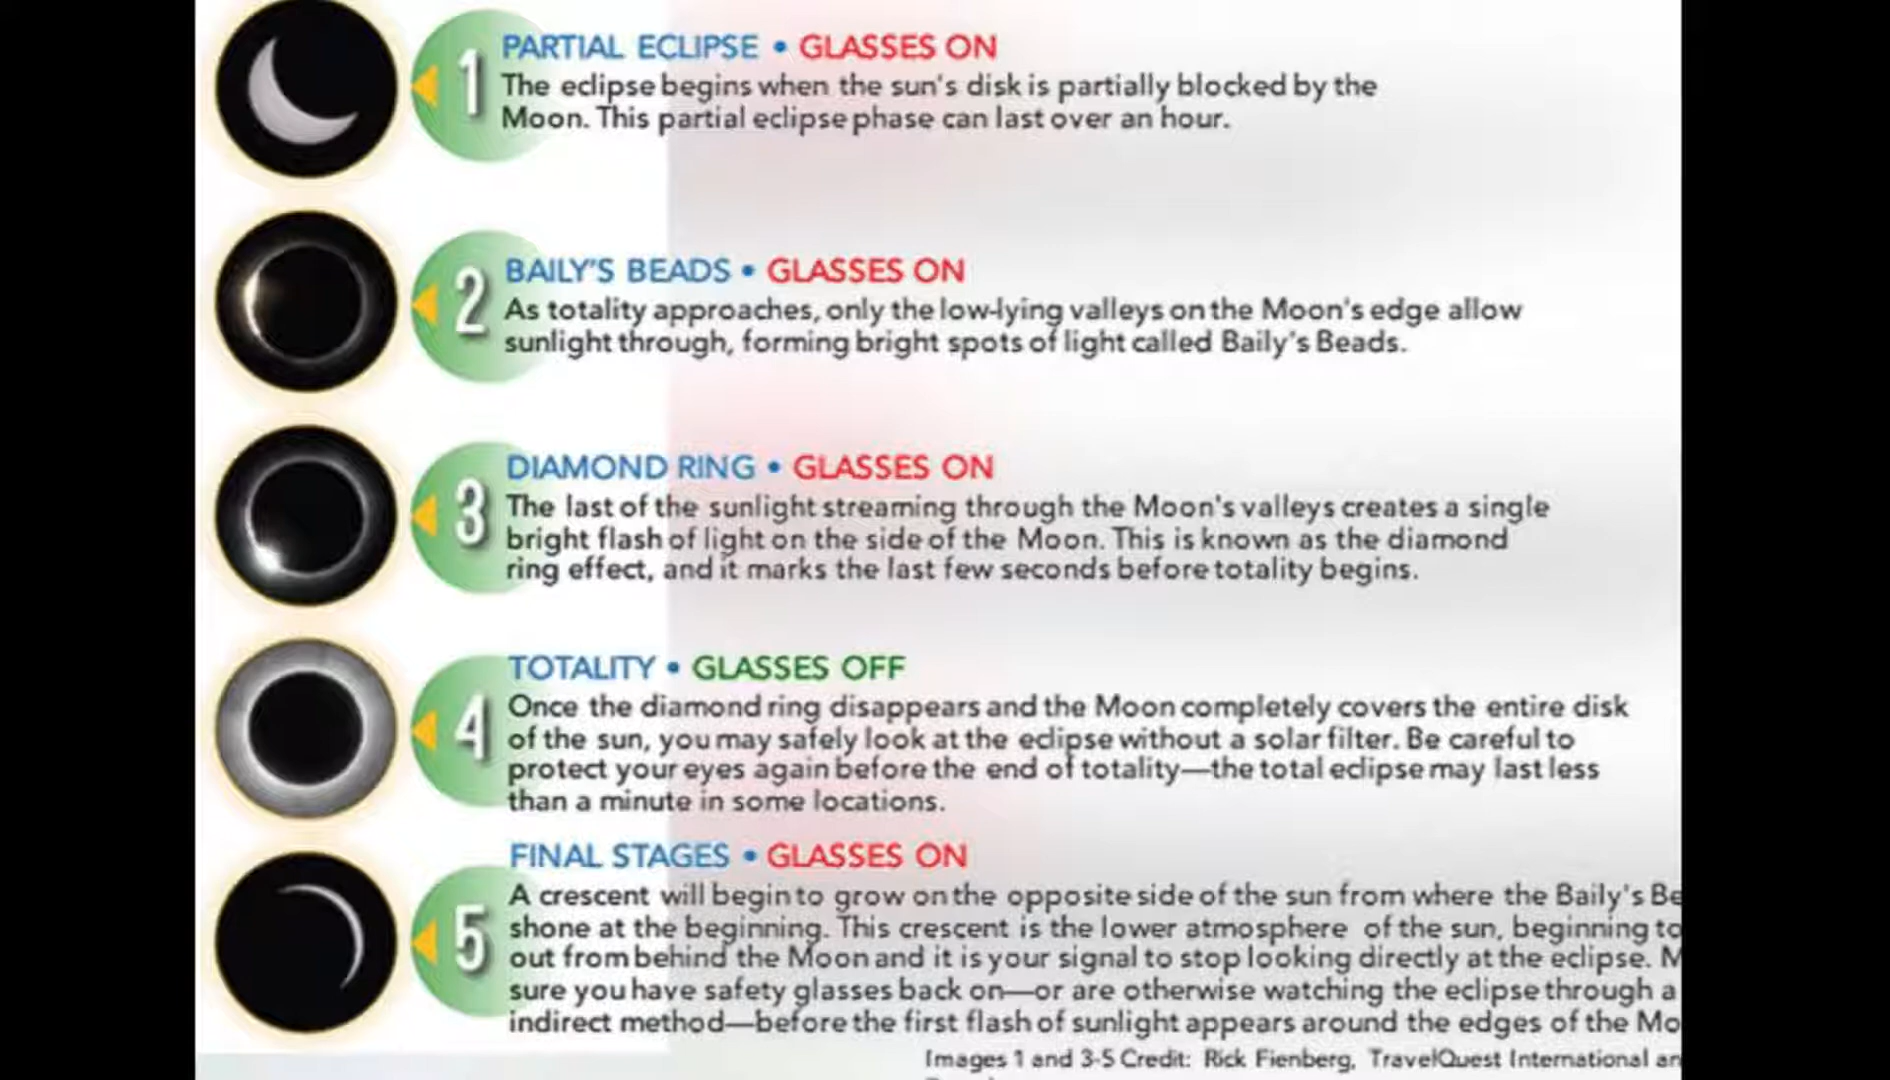 1 PARTIAL ECLIPSE • GLASSES ON
The eclipse begins when the sun's disk is partially blocked by the
Moon. This partial eclipse phase can last over an hour.
2 BAILY'S BEADS • GLASSES ON
As totality approaches, only the low-lying valleys on the Moon's edge allow
sunlight through, forming bright spots of light called Baily's Beads.
3 DIAMOND RING • GLASSES ON
The last of the sunlight streaming through the Moon's valleys creates a single
bright flash of light on the side of the Moon. This is known as the diamond
ring effect, and it marks the last few seconds before totality begins.
4 TOTALITY • GLASSES OFF
Once the diamond ring disappears and the Moon completely covers the entire disk
of the sun, you may safely look at the eclipse without a solar filter. Be careful to
protect your eyes again before the end of totality—the total eclipse may last less
than a minute in some locations.
5 FINAL STAGES • GLASSES ON
A crescent will begin to grow on the opposite side of the sun from where the Baily's Be
shone at the beginning. This crescent is the lower atmosphere of the sun, beginning to
out from behind the Moon and it is your signal to stop looking directly at the eclipse. M
sure you have safety glasses back on—or are otherwise watching the eclipse through a
indirect method—before the first flash of sunlight appears around the edges of the Mo
Images 1 and 3-5 Credit: Rick Fienberg, TravelQuest International an